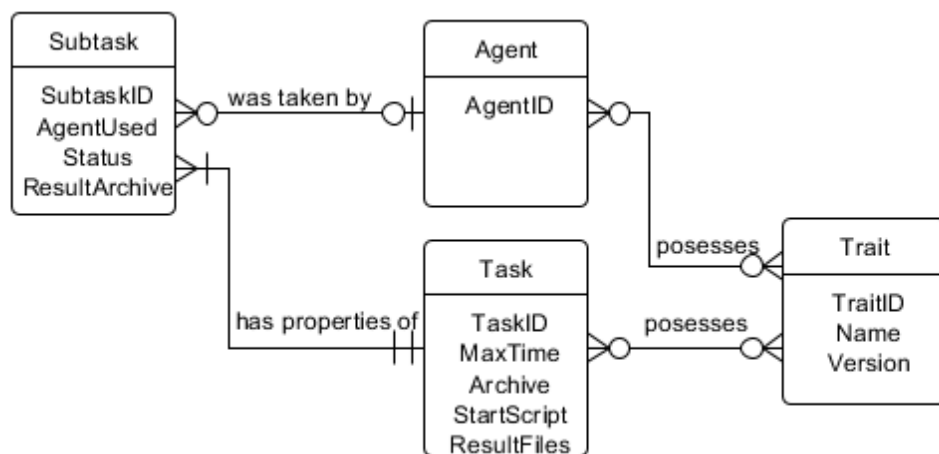 Subtask
SubtaskID
AgentUsed
Status
ResultArchive
was taken by
Agent
AgentID
has properties of
Task
TaskID
MaxTime
Archive
StartScript
ResultFiles
posesses
posesses
Trait
TraitID
Name
Version